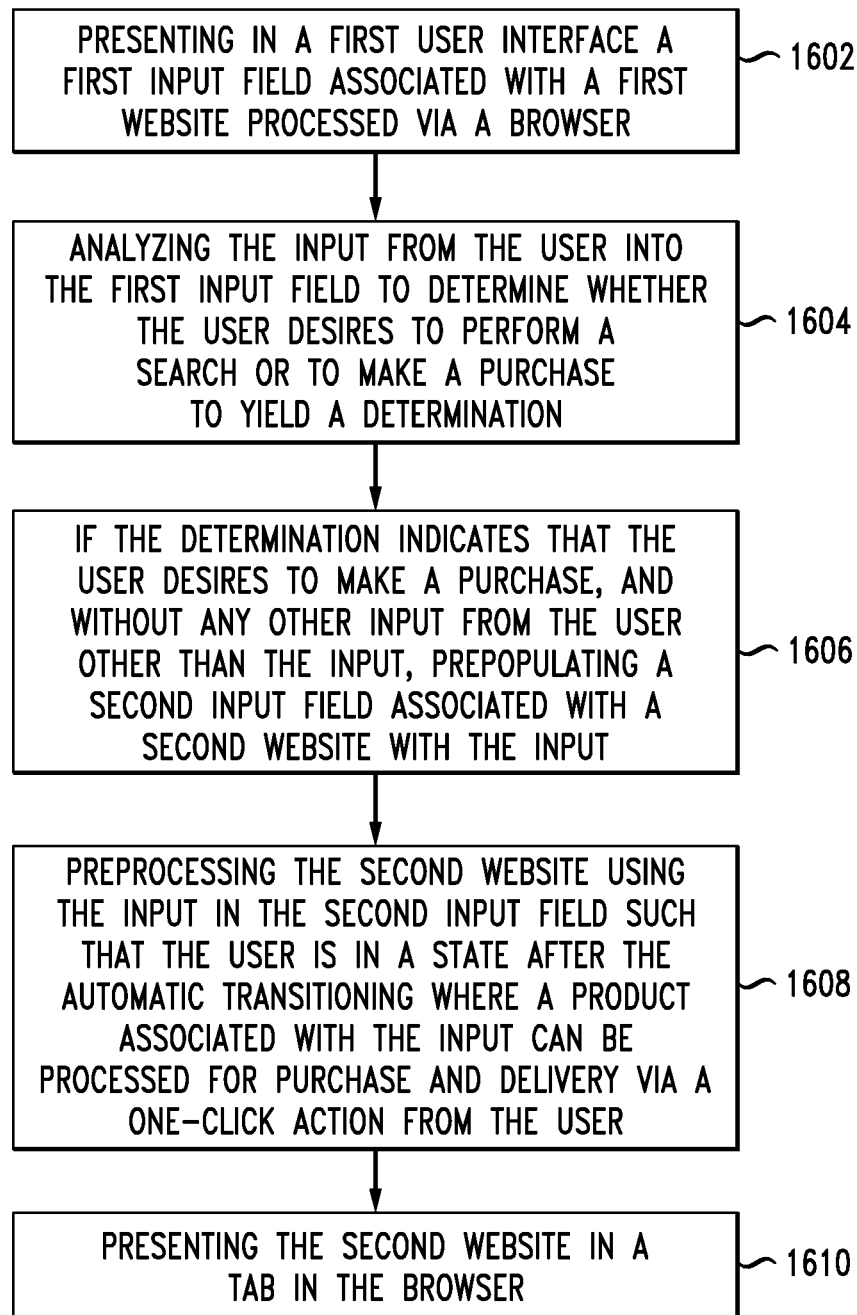 PRESENTING IN A FIRST USER INTERFACE A
FIRST INPUT FIELD ASSOCIATED WITH A FIRST
WEBSITE PROCESSED VIA A BROWSER
1602
ANALYZING THE INPUT FROM THE USER INTO
THE FIRST INPUT FIELD TO DETERMINE WHETHER
THE USER DESIRES TO PERFORM A
SEARCH OR TO MAKE A PURCHASE
TO YIELD A DETERMINATION
1604
IF THE DETERMINATION INDICATES THAT THE
USER DESIRES TO MAKE A PURCHASE, AND
WITHOUT ANY OTHER INPUT FROM THE USER
OTHER THAN THE INPUT, PREPOPULATING A
SECOND INPUT FIELD ASSOCIATED WITH A
SECOND WEBSITE WITH THE INPUT
1606
PREPROCESSING THE SECOND WEBSITE USING
THE INPUT IN THE SECOND INPUT FIELD SUCH
THAT THE USER IS IN A STATE AFTER THE
AUTOMATIC TRANSITIONING WHERE A PRODUCT
ASSOCIATED WITH THE INPUT CAN BE
PROCESSED FOR PURCHASE AND DELIVERY VIA A
ONE-CLICK ACTION FROM THE USER
1608
PRESENTING THE SECOND WEBSITE IN A
TAB IN THE BROWSER
1610